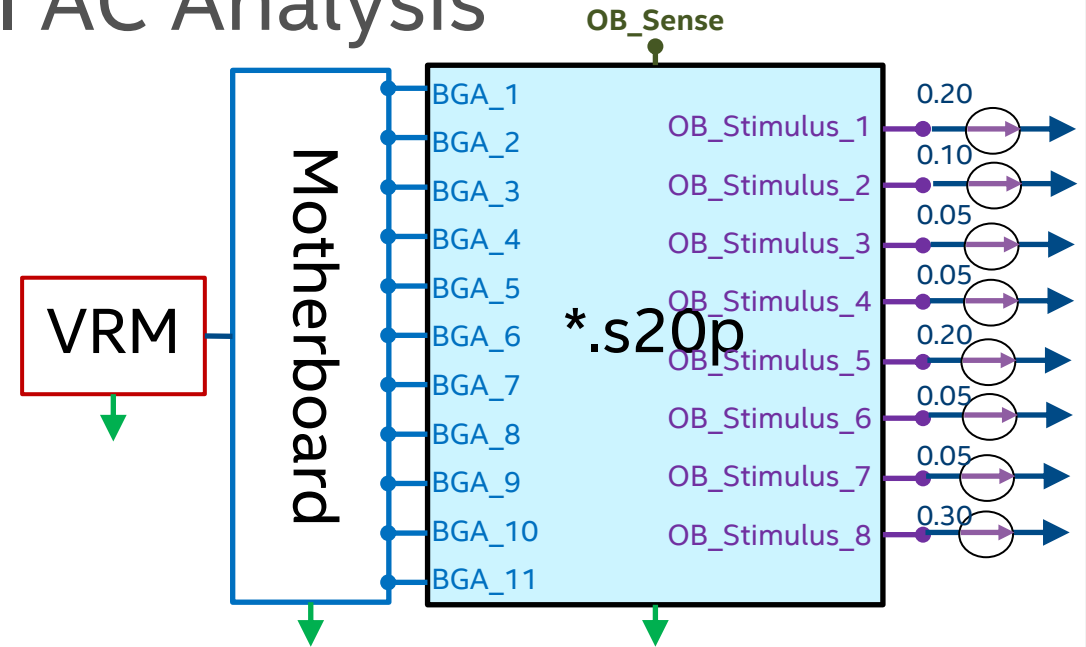 AC Analysis
OB_Sense
VRM
Motherboard
BGA_1
BGA_2
BGA_3
BGA_4
BGA_5
BGA_6
BGA_7
BGA_8
BGA_9
BGA_10
BGA_11
*.s20p
OB_Stimulus_1
OB_Stimulus_2
OB_Stimulus_3
OB_Stimulus_4
OB_Stimulus_5
OB_Stimulus_6
OB_Stimulus_7
OB_Stimulus_8
0.20
0.10
0.05
0.05
0.20
0.05
0.05
0.30